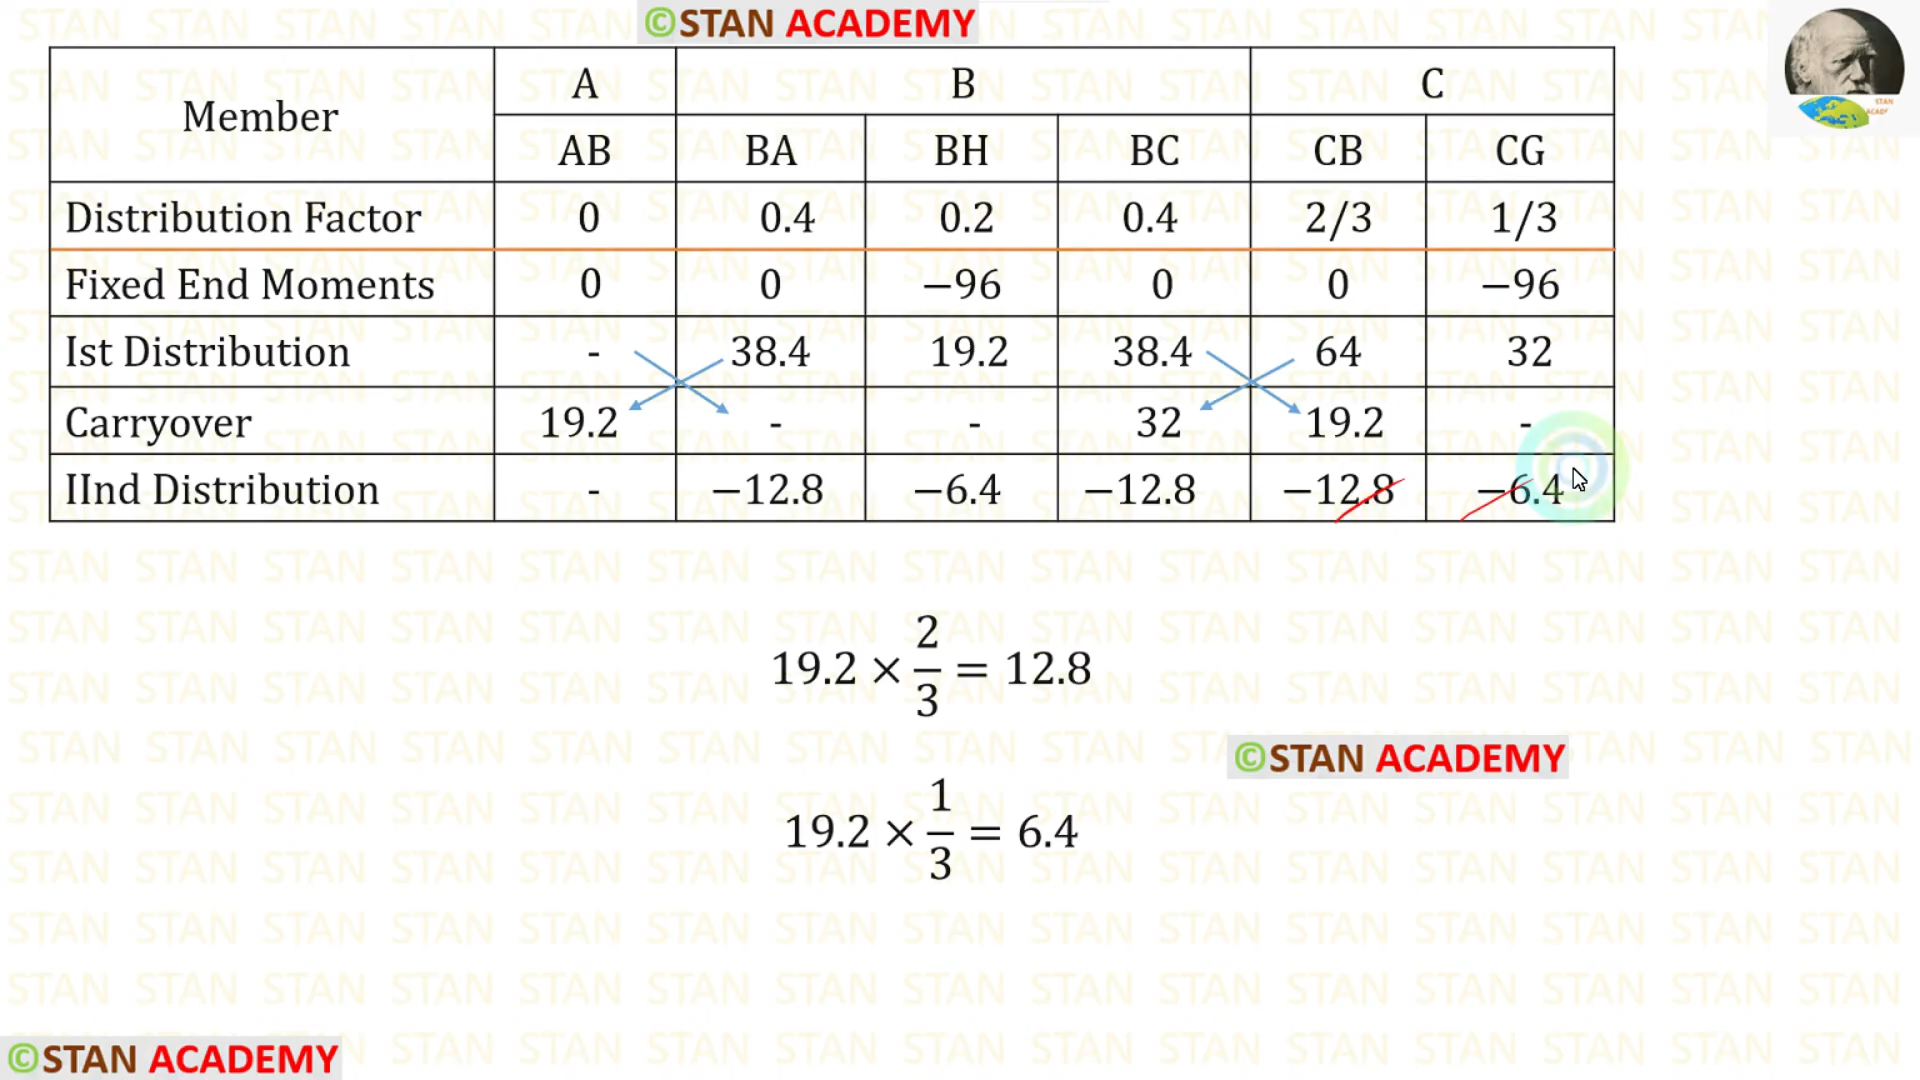 ©STAN ACADEMY
Member A B C
AB BA BH BC CB CG
Distribution Factor 0 0.4 0.2 0.4 2/3 1/3
Fixed End Moments 0 0 −96 0 0 −96
Ist Distribution - 38.4 19.2 38.4 64 32
Carryover 19.2 - - 32 19.2 -
IInd Distribution - −12.8 −6.4 −12.8 −12.8 −6.4
19.2 × 2/3 = 12.8
©STAN ACADEMY
19.2 × 1/3 = 6.4
©STAN ACADEMY